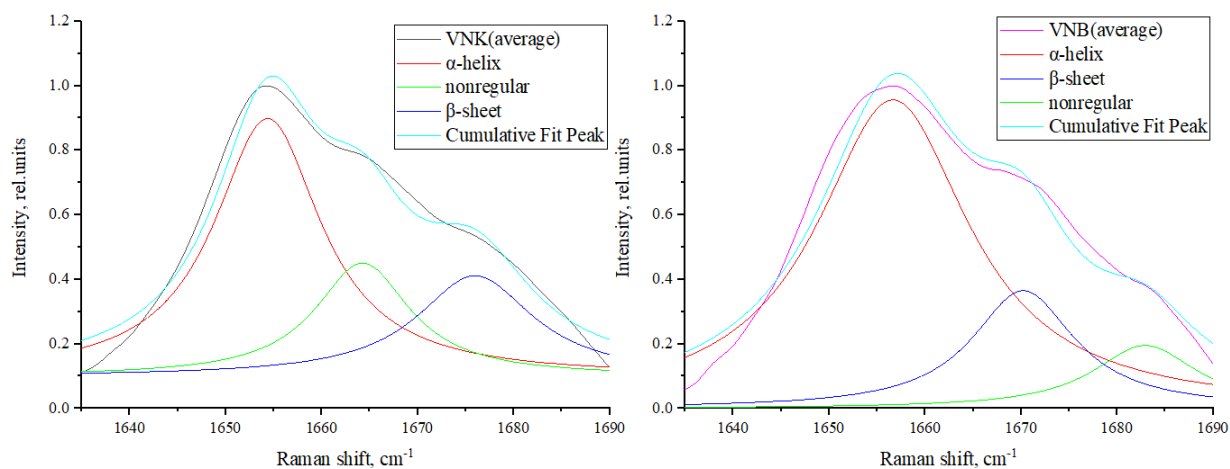 1.2
1.0
0.8
0.6
0.4
0.2
0.0
Intensity, rel.units
VNK(average)
α-helix
nonregular
β-sheet
Cumulative Fit Peak
1640 1650 1660 1670 1680 1690
Raman shift, cm-1
1.2
1.0
0.8
0.6
0.4
0.2
0.0
Intensity, rel.units
VNB(average)
α-helix
β-sheet
nonregular
Cumulative Fit Peak
1640 1650 1660 1670 1680 1690
Raman shift, cm-1